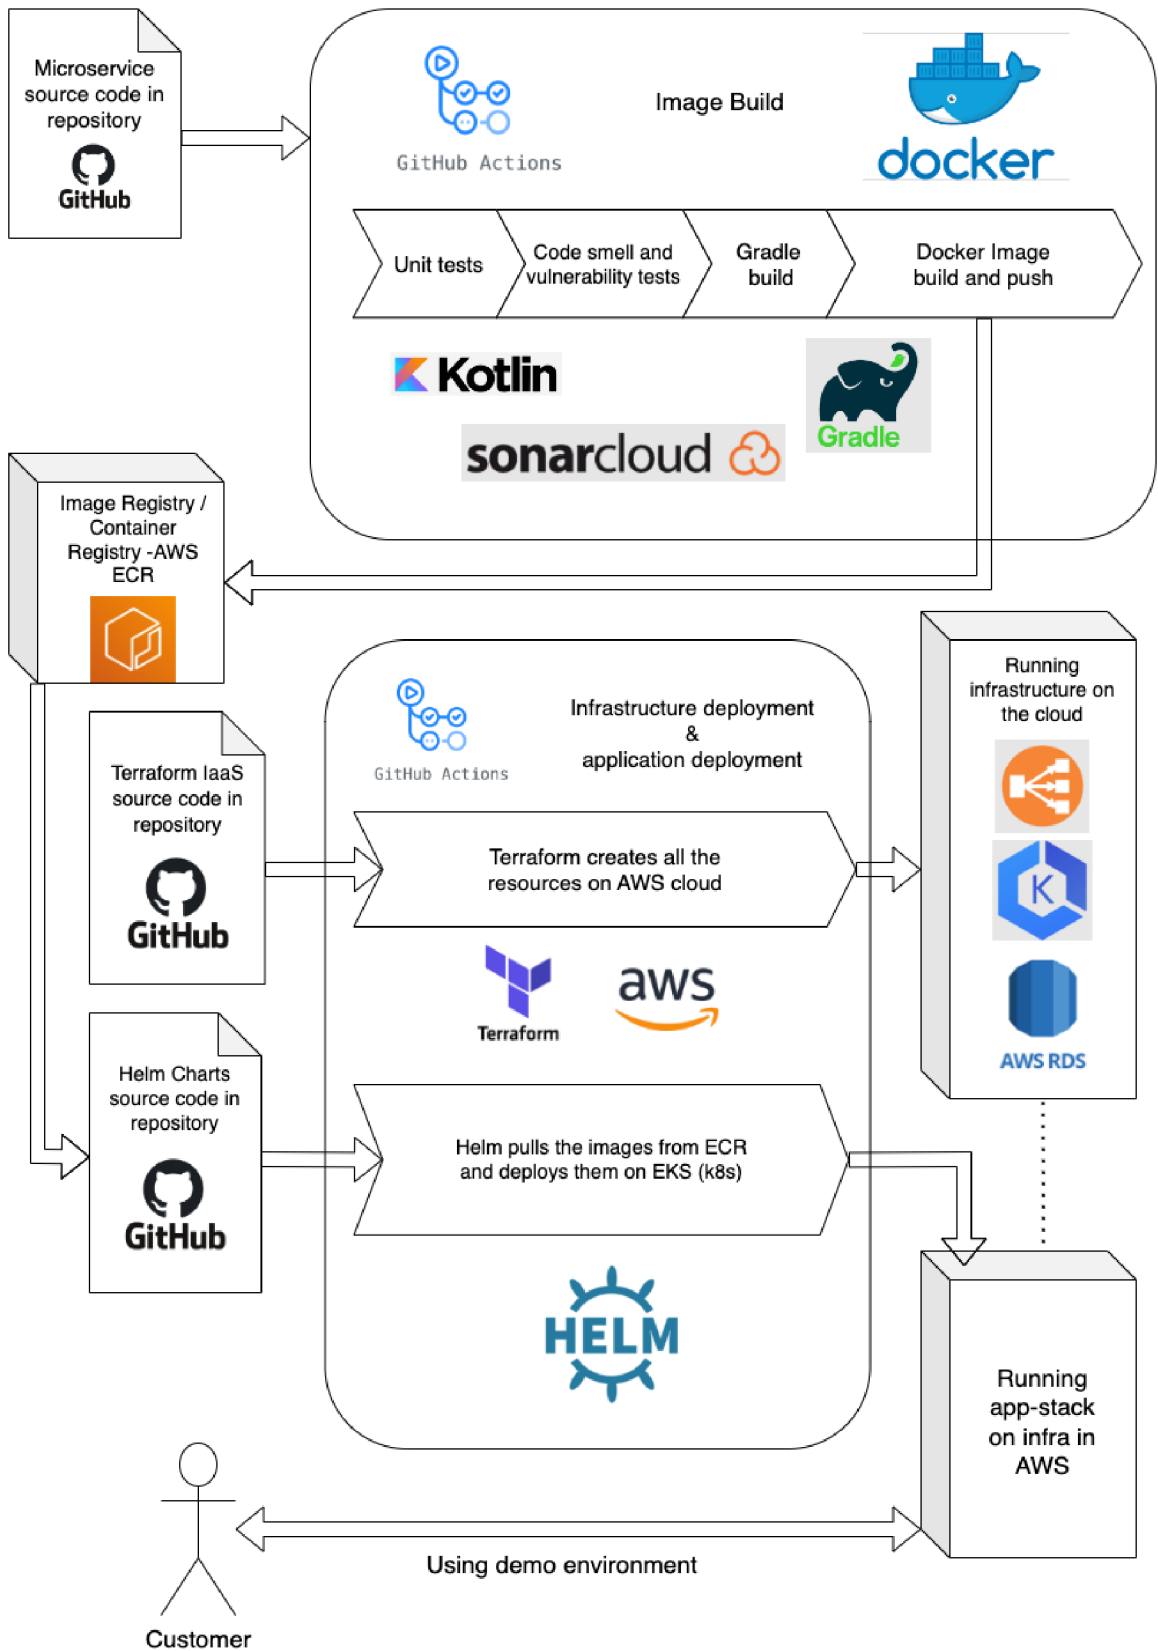 Microservice
source code in
repository
GitHub
GitHub Actions
Image Build
docker
Unit tests
Code smell and
vulnerability tests
Gradle
build
Docker Image
build and push
Kotlin
sonarcloud
Gradle
Image Registry /
Container
Registry -AWS
ECR
GitHub Actions
Infrastructure deployment
&
application deployment
Running
infrastructure on
the cloud
Terraform IaaS
source code in
repository
GitHub
Terraform creates all the
resources on AWS cloud
K
Terraform
aws
AWS RDS
Helm Charts
source code in
repository
GitHub
Helm pulls the images from ECR
and deploys them on EKS (k8s)
HELM
Running
app-stack
on infra in
AWS
Using demo environment
Customer